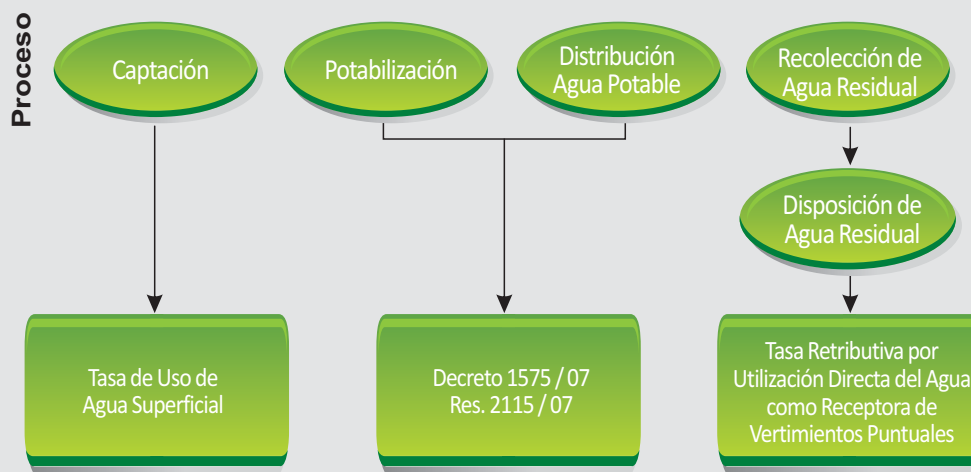 Proceso
Captación
Potabilización
Distribución
Agua Potable
Recolección de
Agua Residual
Disposición de
Agua Residual
Tasa de Uso de
Agua Superficial
Decreto 1575 / 07
Res. 2115 / 07
Tasa Retributiva por
Utilización Directa del Agua
como Receptora de
Vertimientos Puntuales